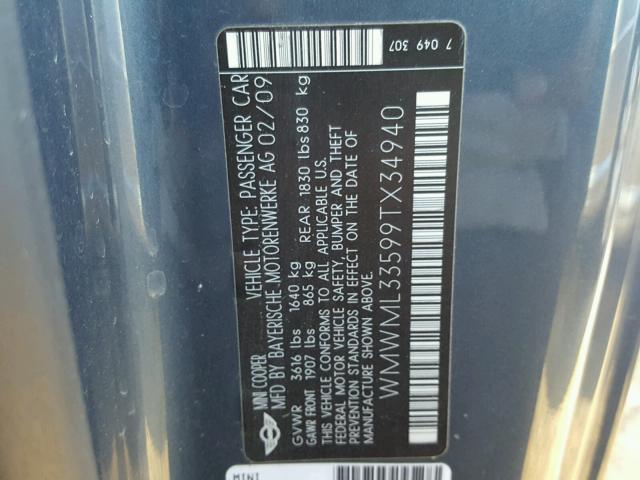 MINI COOPER VEHICLE TYPE: PASSENGER CAR
MFD BY BAYERISCHE MOTORENWERKE AG 02/09
GVWR 3616 lbs 1640 kg
GAWR FRONT 1907 lbs 865 kg REAR 1830 lbs 830 kg
THIS VEHICLE CONFORMS TO ALL APPLICABLE U.S.
FEDERAL MOTOR VEHICLE SAFETY, BUMPER AND THEFT
PREVENTION STANDARDS IN EFFECT ON THE DATE OF
MANUFACTURE SHOWN ABOVE.
WMWML33599TX34940
7 049 307
MINI